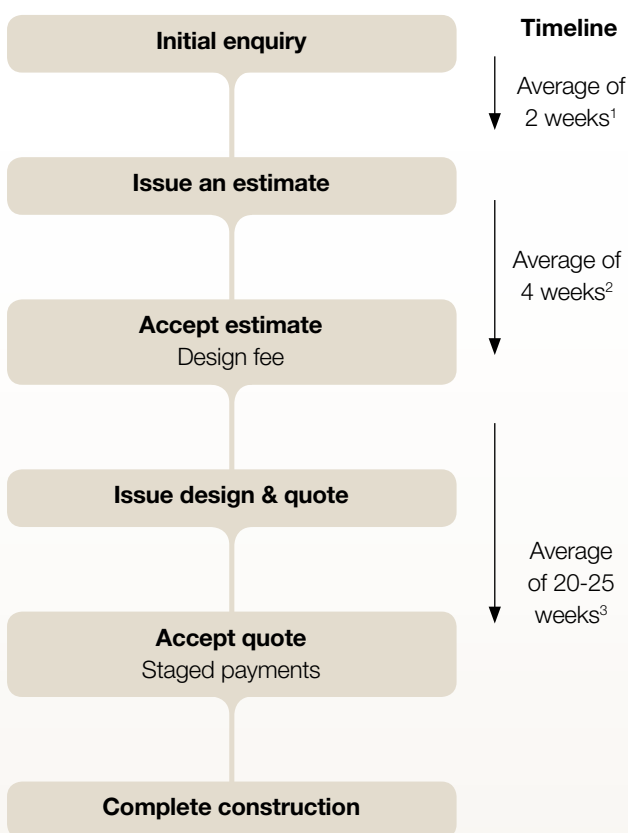 Initial enquiry
Timeline
Average of
2 weeks¹
Issue an estimate
Average of
4 weeks²
Accept estimate
Design fee
Issue design & quote
Average
of 20-25
weeks³
Accept quote
Staged payments
Complete construction